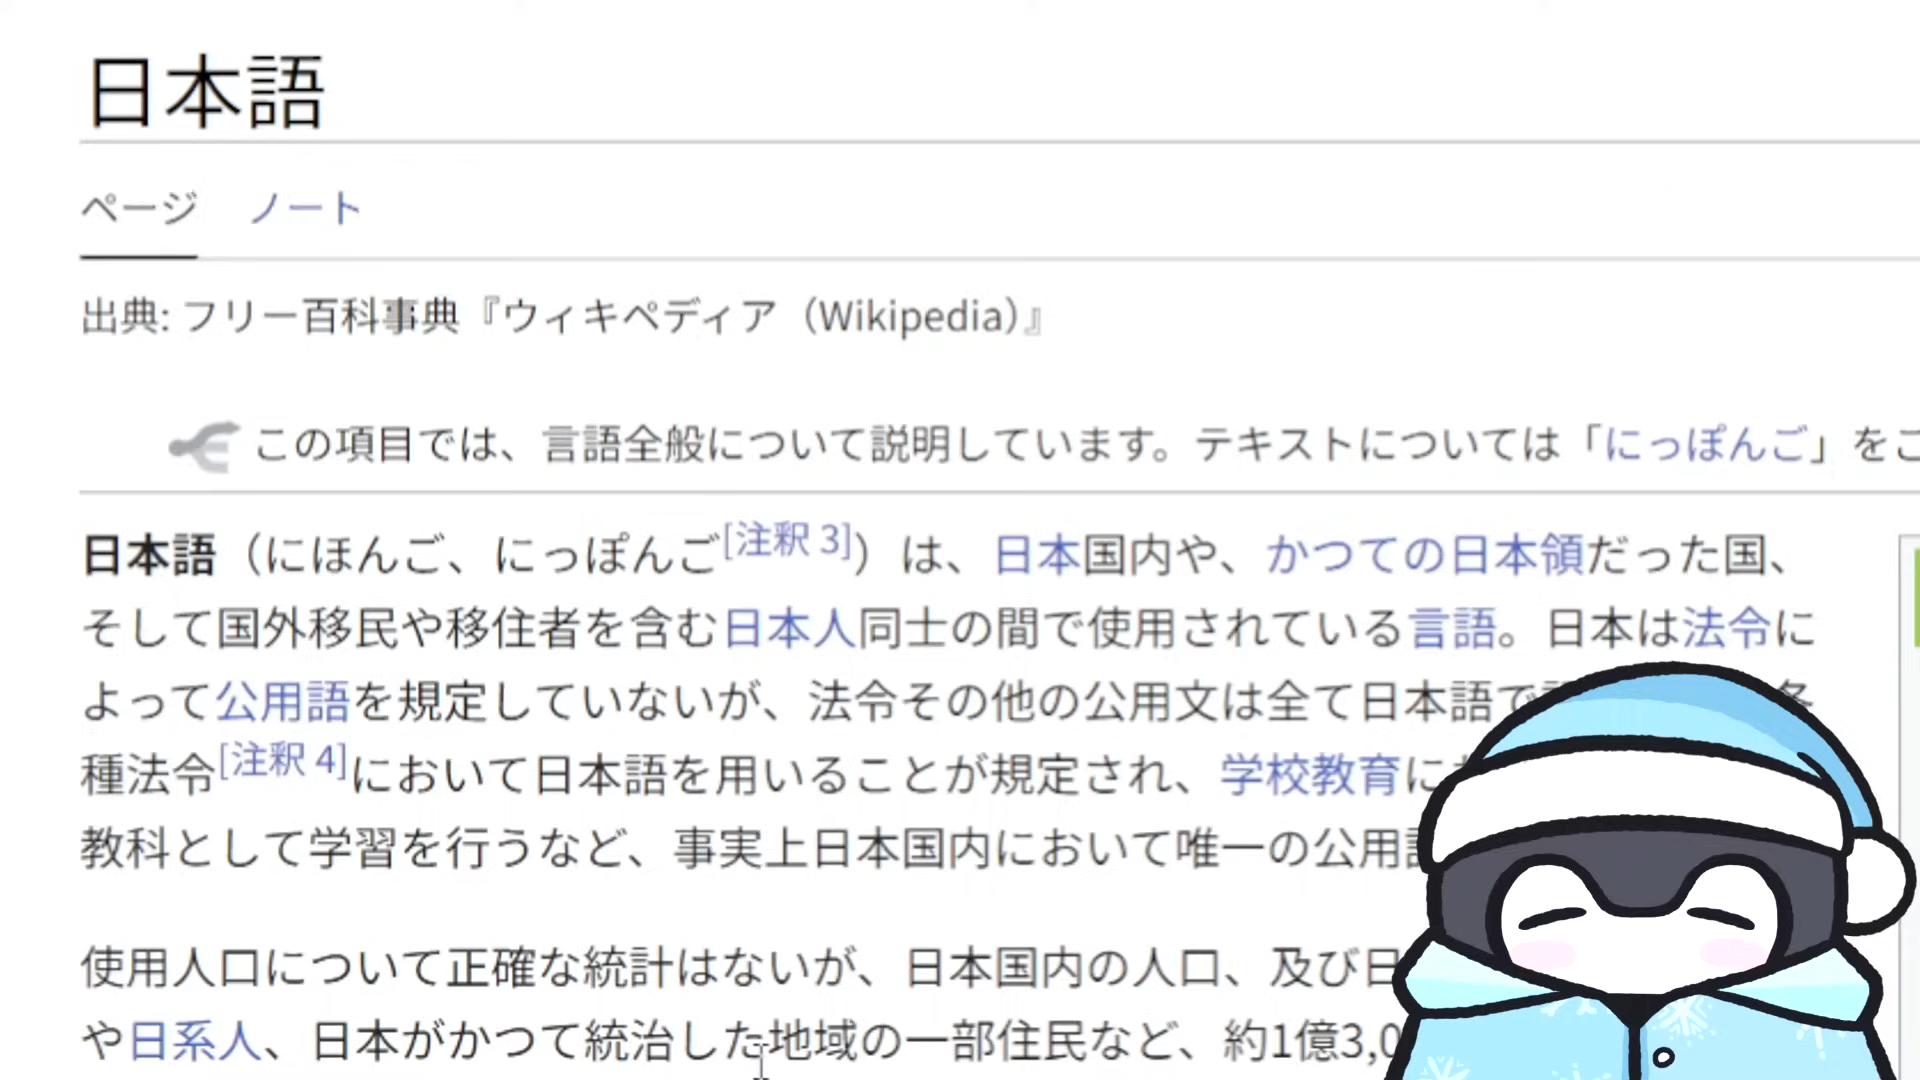 日本語
ページ ノート
出典: フリー百科事典『ウィキペディア（Wikipedia）』
この項目では、言語全般について説明しています。テキストについては「にっぽんご」をご
日本語（にほんご、にっぽんご[注釈 3]）は、日本国内や、かつての日本領だった国、
そして国外移民や移住者を含む日本人同士の間で使用されている言語。日本は法令に
よって公用語を規定していないが、法令その他の公用文は全て日本語で
種法令[注釈 4]において日本語を用いることが規定され、学校教育に
教科として学習を行うなど、事実上日本国内において唯一の公用
使用人口について正確な統計はないが、日本国内の人口、及び日
や日系人、日本がかつて統治した地域の一部住民など、約1億3,0